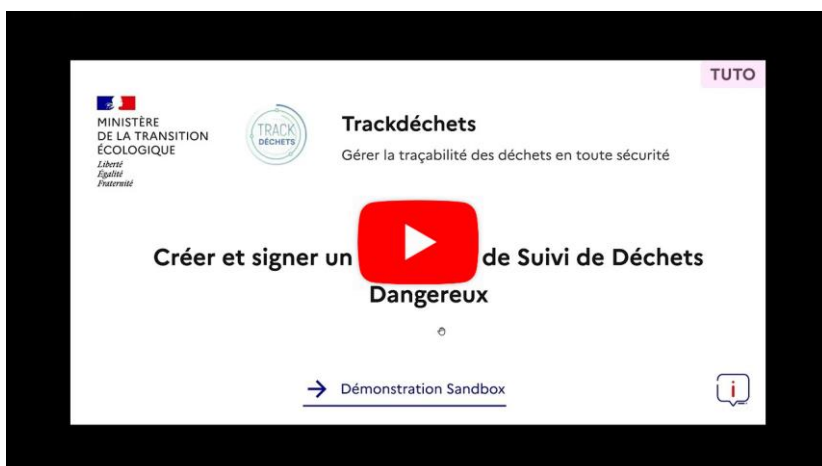 TUTO
MINISTÈRE
DE LA TRANSITION
ÉCOLOGIQUE
Liberté
Égalité
Fraternité
TRACK
DÉCHETS
Trackdéchets
Gérer la traçabilité des déchets en toute sécurité
Créer et signer un de Suivi de Déchets
Dangereux
Démonstration Sandbox
i